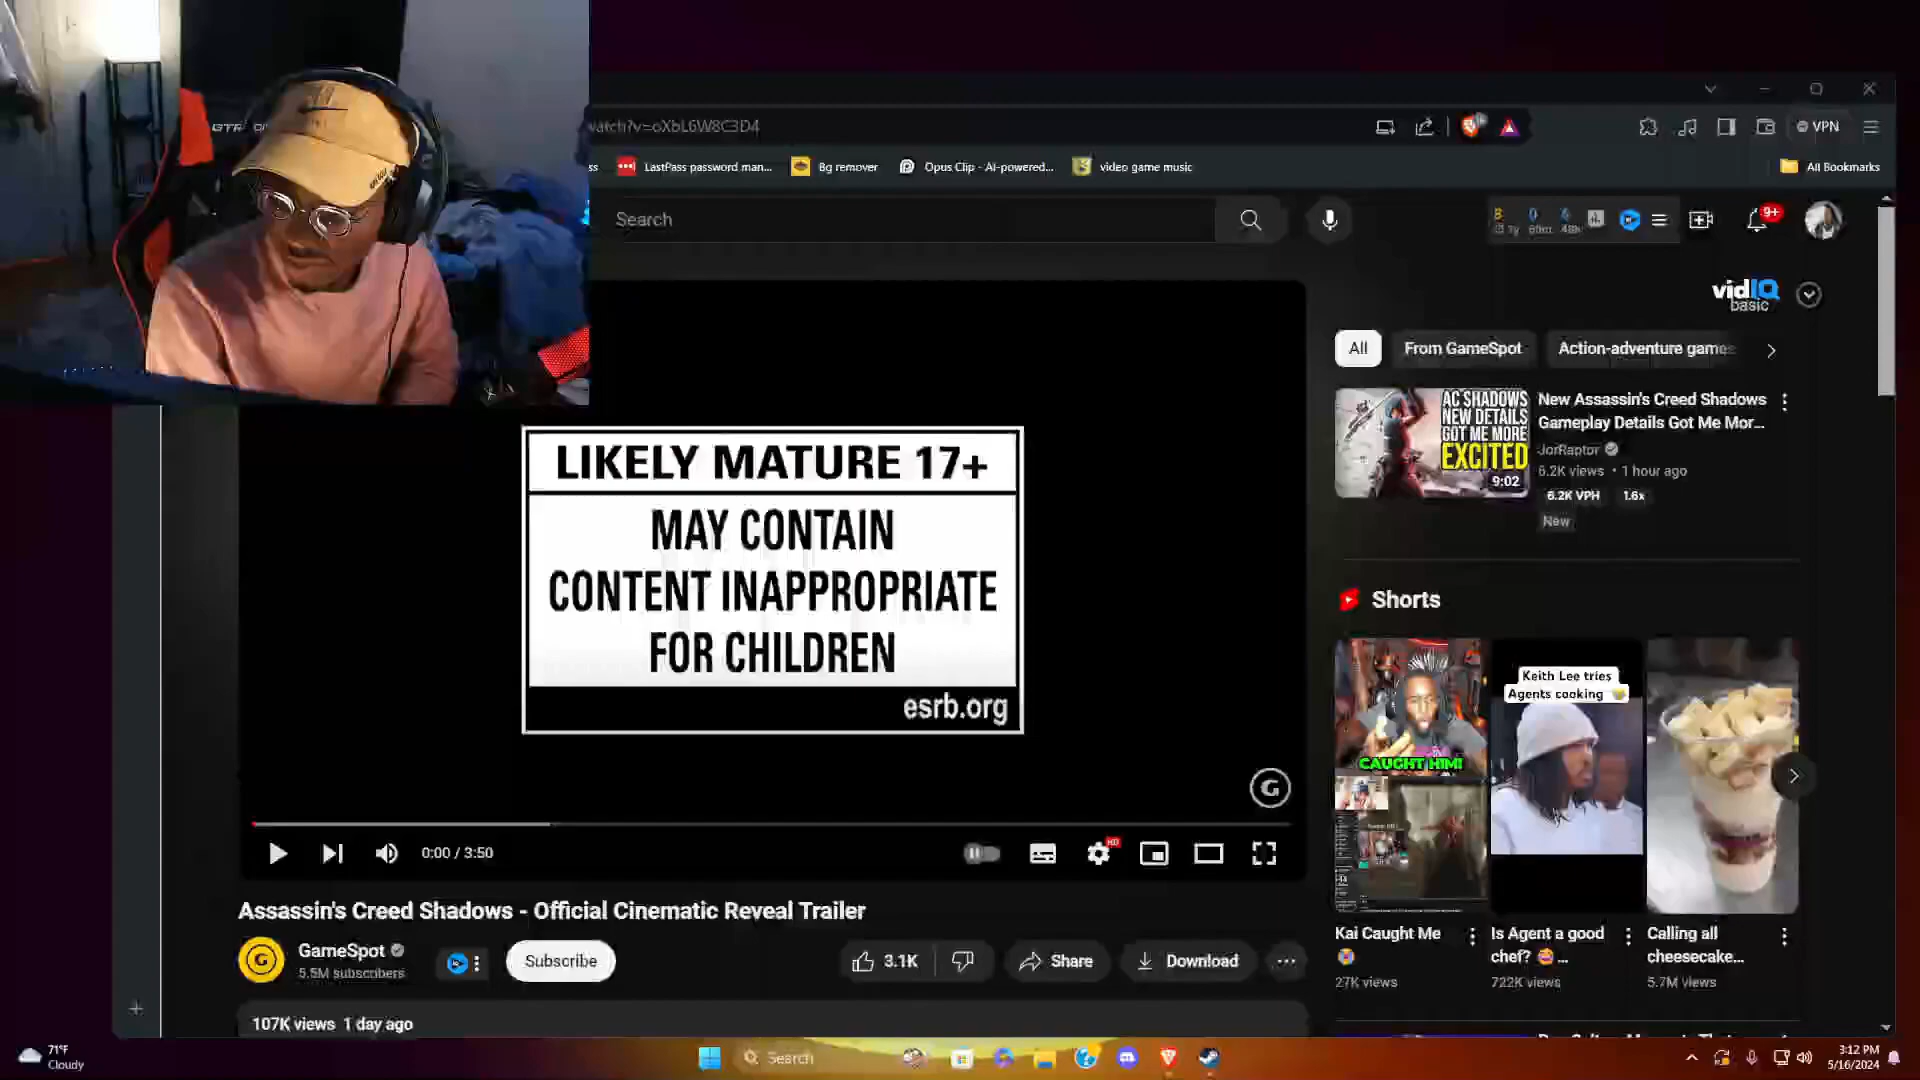 watch?v=oXbL6W8C3D4
VPN
ss
LastPass password man...
Bg remover
Opus Clip - AI-powered...
video game music
All Bookmarks
Search
9+
vidIQ
basic
All
From GameSpot
Action-adventure games
LIKELY MATURE 17+
MAY CONTAIN
CONTENT INAPPROPRIATE
FOR CHILDREN
esrb.org
G
0:00 / 3:50
HD
Assassin's Creed Shadows - Official Cinematic Reveal Trailer
G
GameSpot
5.5M subscribers
Subscribe
3.1K
Share
Download
107K views 1 day ago
AC SHADOWS
NEW DETAILS
GOT ME MORE
EXCITED
9:02
New Assassin's Creed Shadows
Gameplay Details Got Me Mor...
JorRaptor
6.2K views • 1 hour ago
6.2K VPH
1.6x
New
Shorts
CAUGHT HIM!
Keith Lee tries
Agents cooking
Kai Caught Me
27K views
Is Agent a good
chef? 🤩 ...
722K views
Calling all
cheesecake...
5.7M views
71°F
Cloudy
Search
3:12 PM
5/16/2024